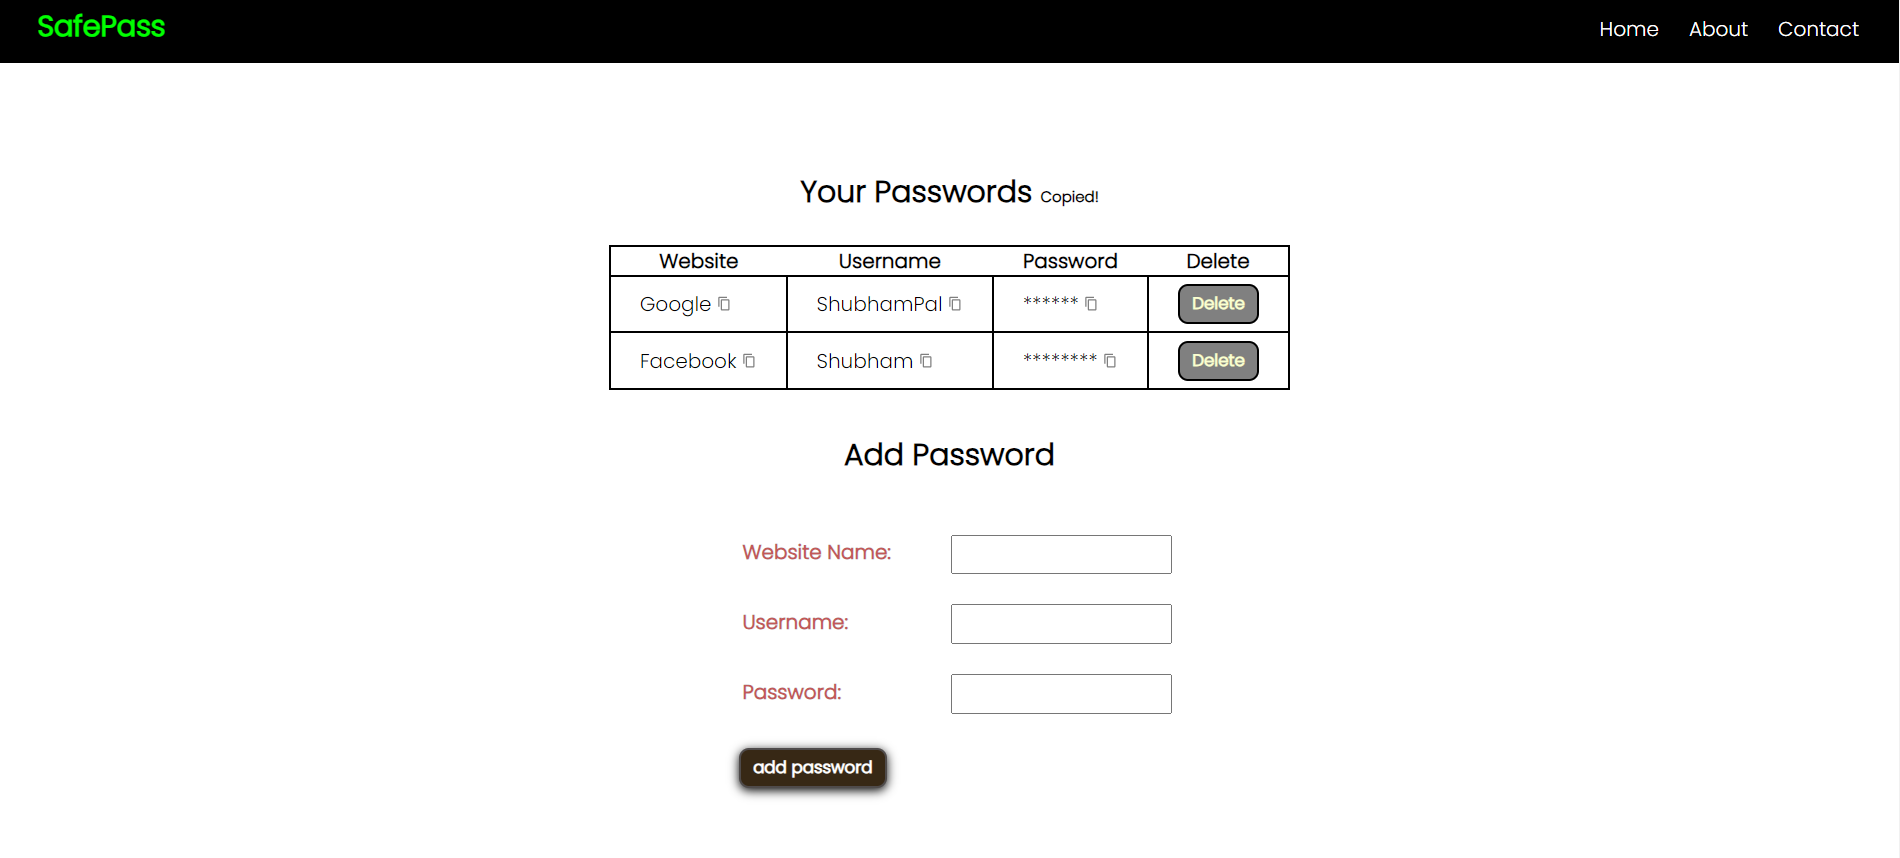 SafePass Home About Contact
Your Passwords Copied!
Website Username Password Delete
Google ShubhamPal ****** Delete
Facebook Shubham ******** Delete
Add Password
Website Name:
Username:
Password:
add password